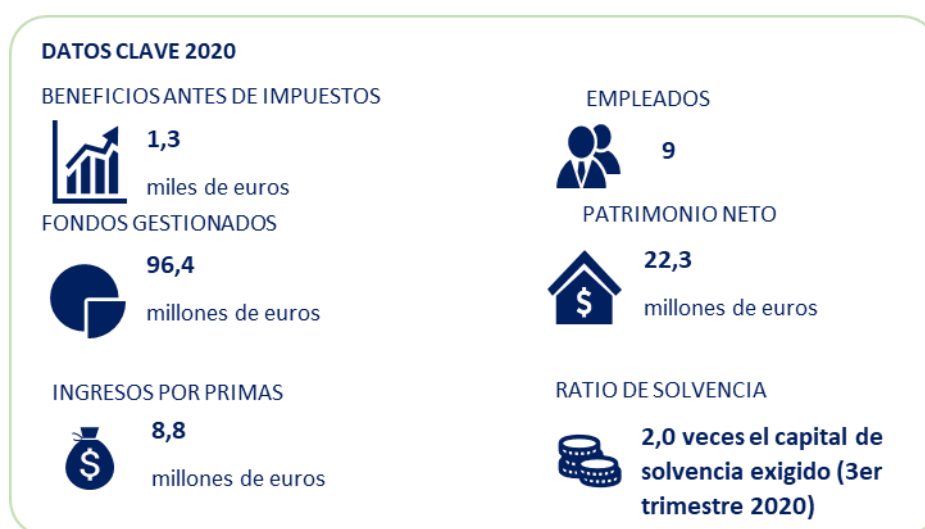 DATOS CLAVE 2020
BENEFICIOS ANTES DE IMPUESTOS
1,3
miles de euros
EMPLEADOS
9
FONDOS GESTIONADOS
96,4
millones de euros
PATRIMONIO NETO
$
22,3
millones de euros
INGRESOS POR PRIMAS
$
8,8
millones de euros
RATIO DE SOLVENCIA
2,0 veces el capital de
solvencia exigido (3er
trimestre 2020)